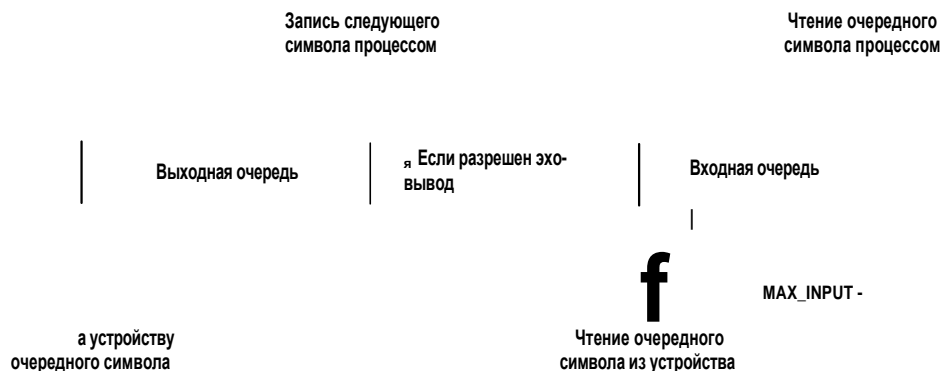 Запись следующего
символа процессом
Чтение очередного
символа процессом
Выходная очередь
я Если разрешен эхо-
вывод
Входная очередь
f
MAX_INPUT -
а устройству
очередного символа
Чтение очередного
символа из устройства